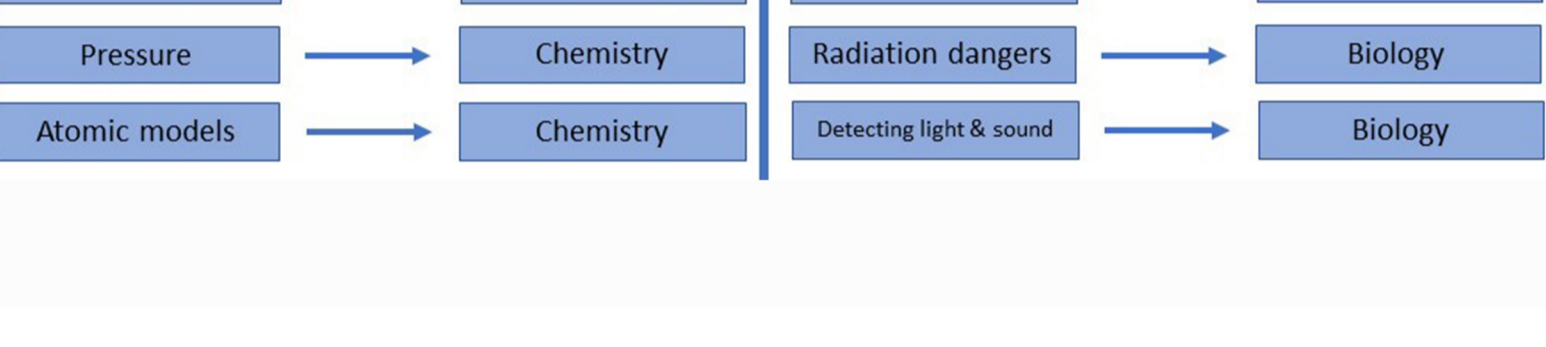 Pressure
Chemistry
Radiation dangers
Biology
Atomic models
Chemistry
Detecting light & sound
Biology